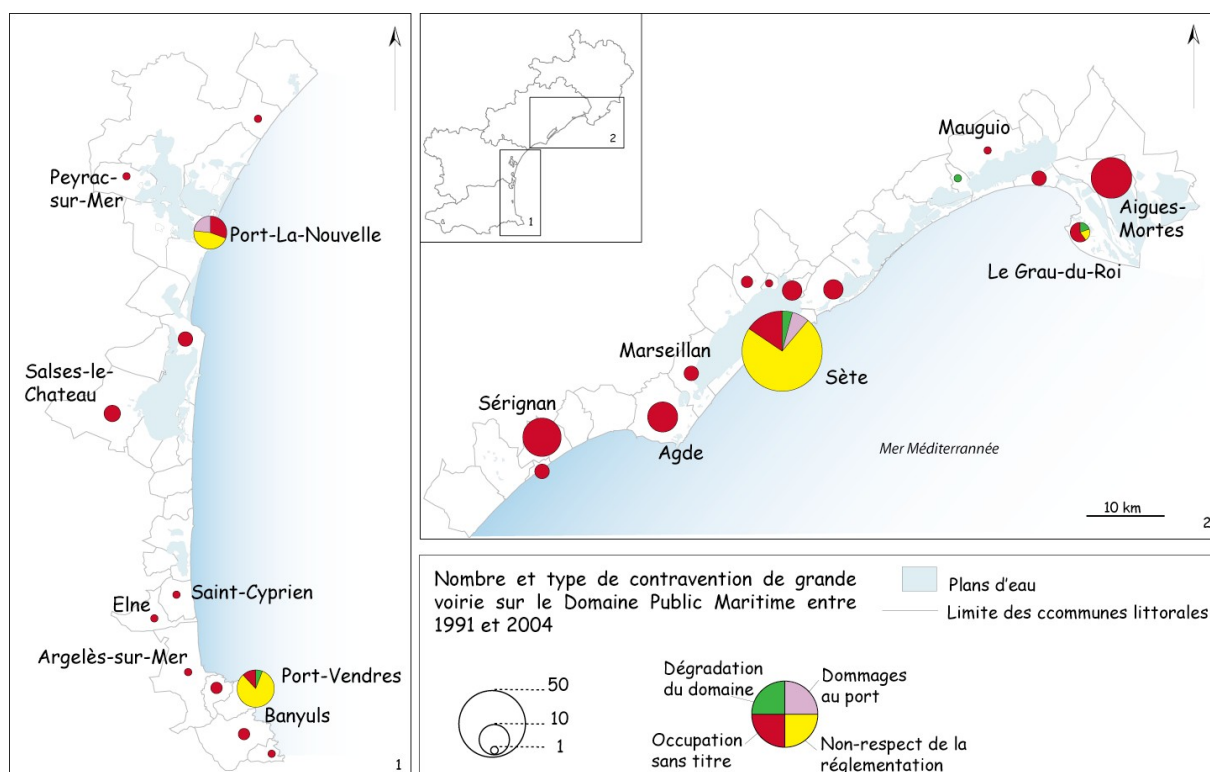 Peyrac-
sur-Mer
Port-La-Nouvelle
Salses-le-
Chateau
Saint-Cyprien
Elne
Argelès-sur-Mer
Port-Vendres
Banyuls
1
2
1
Mauguio
Aigues-
Mortes
Le Grau-du-Roi
Marseillan
Sète
Sérignan
Agde
Mer Méditerrannée
10 km
2
Nombre et type de contravention de grande
voirie sur le Domaine Public Maritime entre
1991 et 2004
Plans d'eau
Limite des ccommunes littorales
50
10
1
Dégradation
du domaine
Dommages
au port
Occupation
sans titre
Non-respect de la
réglementation